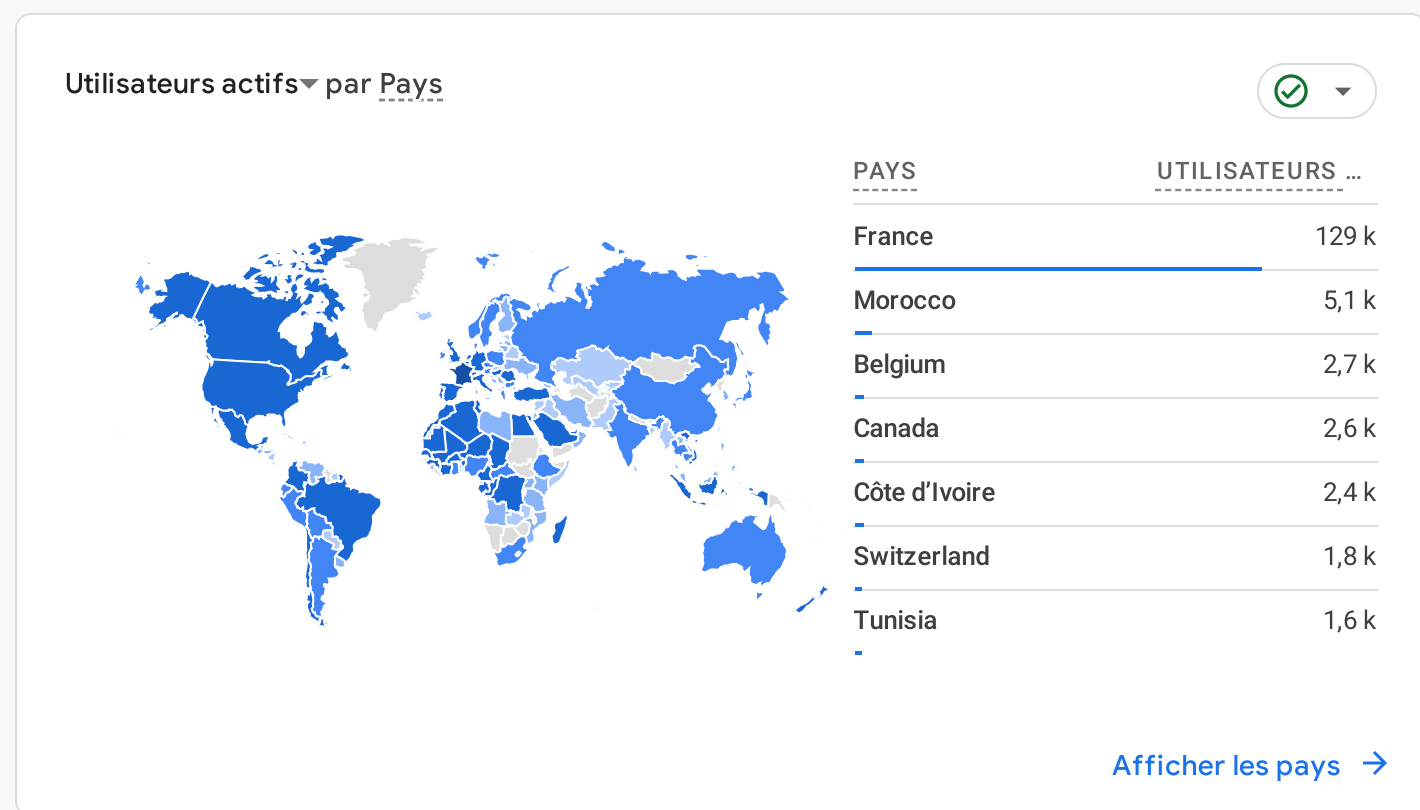 Utilisateurs actifs par Pays
PAYS UTILISATEURS ...
France 129 k
Morocco 5,1 k
Belgium 2,7 k
Canada 2,6 k
Côte d’Ivoire 2,4 k
Switzerland 1,8 k
Tunisia 1,6 k
Afficher les pays